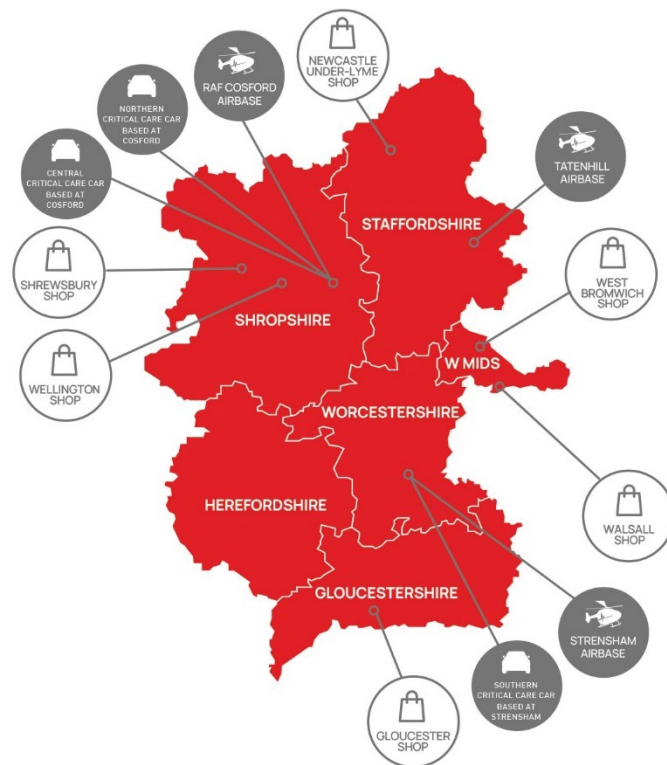 NEWCASTLE
UNDER-LYME
SHOP
RAF COSFORD
AIRBASE
NORTHERN
CRITICAL CARE CAR
BASED AT
COSFORD
CENTRAL
CRITICAL CARE CAR
BASED AT
COSFORD
TATENHILL
AIRBASE
STAFFORDSHIRE
SHREWSBURY
SHOP
WEST
BROMWICH
SHOP
SHROPSHIRE
WELLINGTON
SHOP
W MIDS
WORCESTERSHIRE
HEREFORDSHIRE
WALSALL
SHOP
GLOUCESTERSHIRE
STRENSHAM
AIRBASE
SOUTHERN
CRITICAL CARE CAR
BASED AT
STRENSHAM
GLOUCESTER
SHOP